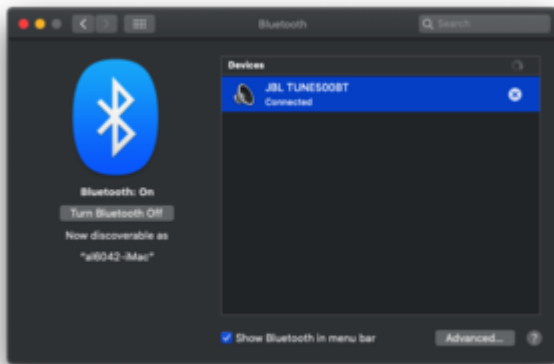 Bluetooth
Search
Devices
JBL TUNE500BT
Connected
Bluetooth: On
Turn Bluetooth Off
Now discoverable as
"al6042-iMac"
Show Bluetooth in menu bar
Advanced...
?